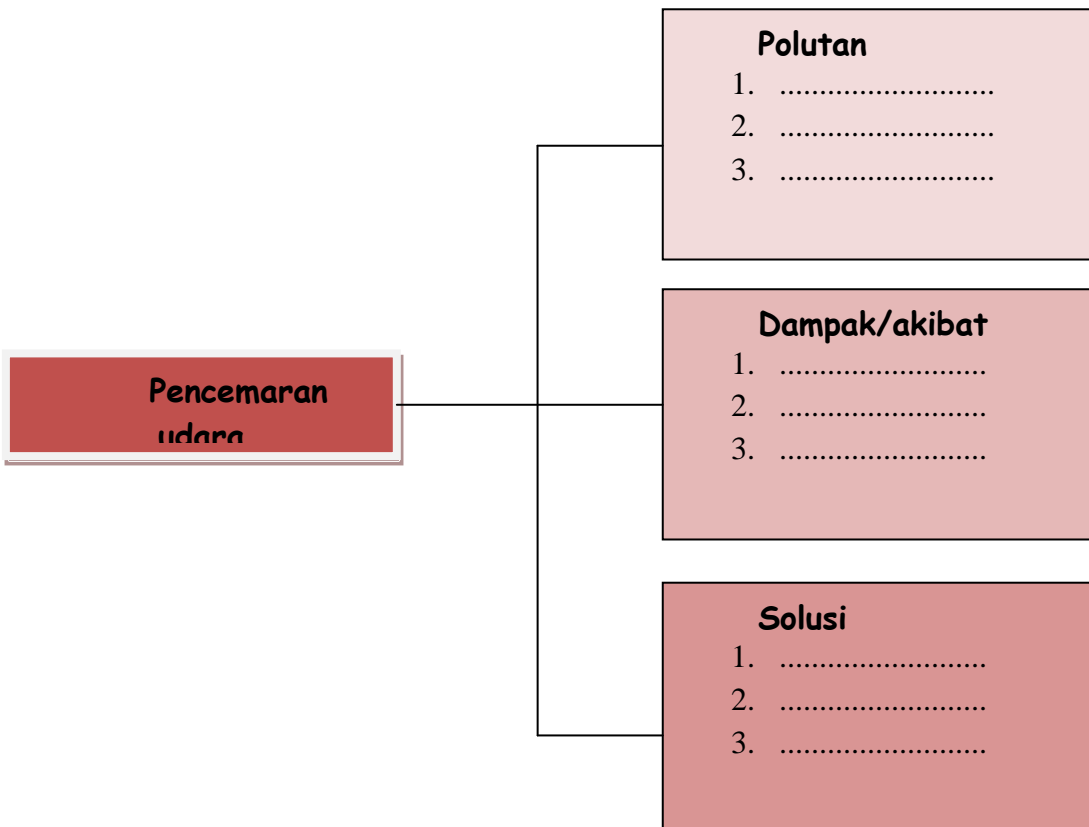 Polutan
1. ...........................
2. ...........................
3. ...........................
Dampak/akibat
1. ..........................
2. ..........................
3. ..........................
Pencemaran
udara
Solusi
1. ..........................
2. ..........................
3. ..........................